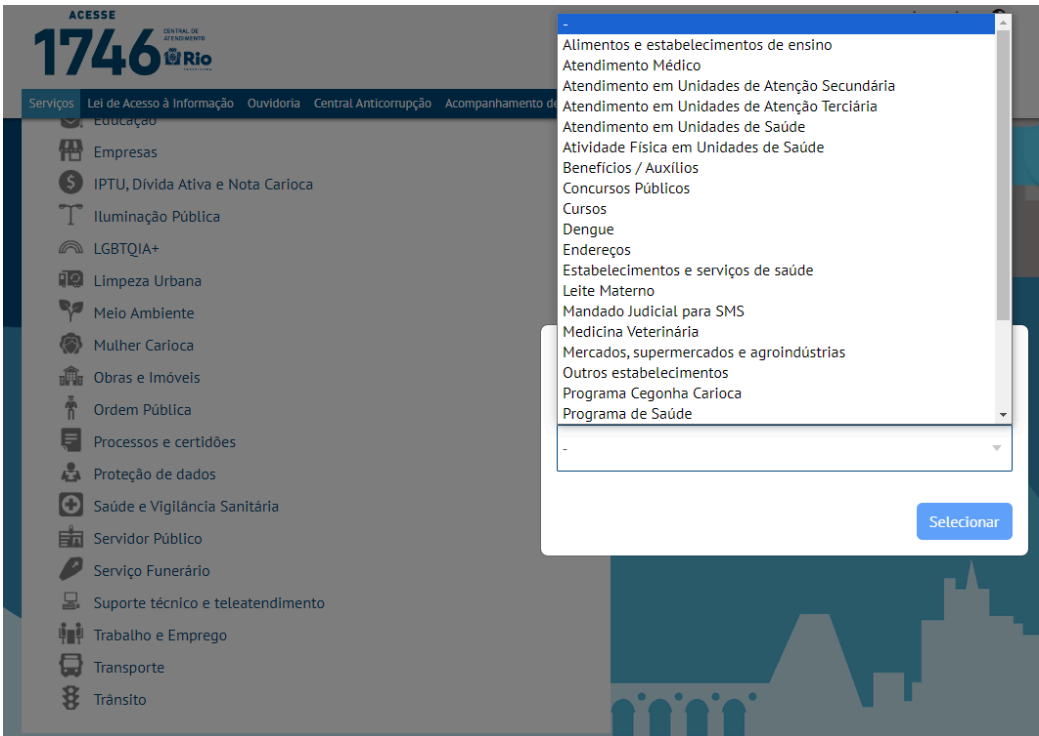 ACESSE
1746
CENTRAL DE
ATENDIMENTO
Rio
Serviços
Lei de Acesso à Informação
Ouvidoria
Central Anticorrupção
Acompanhamento de
Educação
Empresas
IPTU, Dívida Ativa e Nota Carioca
Iluminação Pública
LGBTQIA+
Limpeza Urbana
Meio Ambiente
Mulher Carioca
Obras e Imóveis
Ordem Pública
Processos e certidões
Proteção de dados
Saúde e Vigilância Sanitária
Servidor Público
Serviço Funerário
Suporte técnico e teleatendimento
Trabalho e Emprego
Transporte
Trânsito
-
Alimentos e estabelecimentos de ensino
Atendimento Médico
Atendimento em Unidades de Atenção Secundária
Atendimento em Unidades de Atenção Terciária
Atendimento em Unidades de Saúde
Atividade Física em Unidades de Saúde
Benefícios / Auxílios
Concursos Públicos
Cursos
Dengue
Endereços
Estabelecimentos e serviços de saúde
Leite Materno
Mandado Judicial para SMS
Medicina Veterinária
Mercados, supermercados e agroindústrias
Outros estabelecimentos
Programa Cegonha Carioca
Programa de Saúde
-
Selecionar